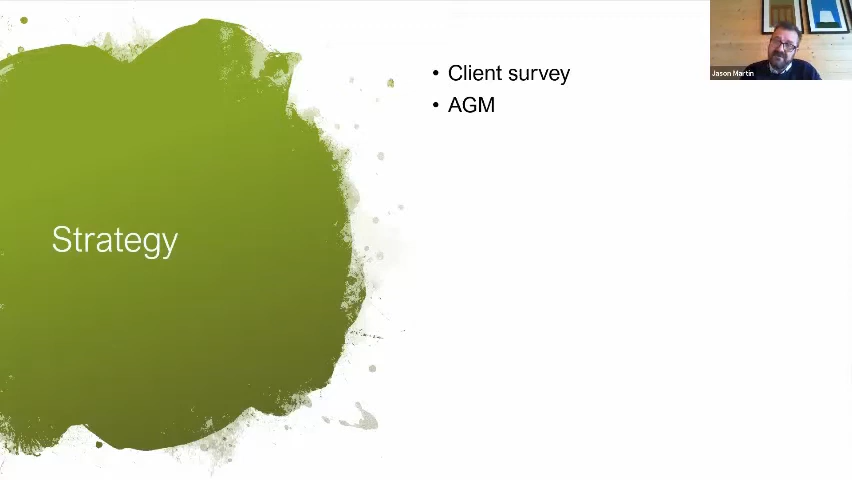 Strategy
• Client survey
• AGM
Jason Martin